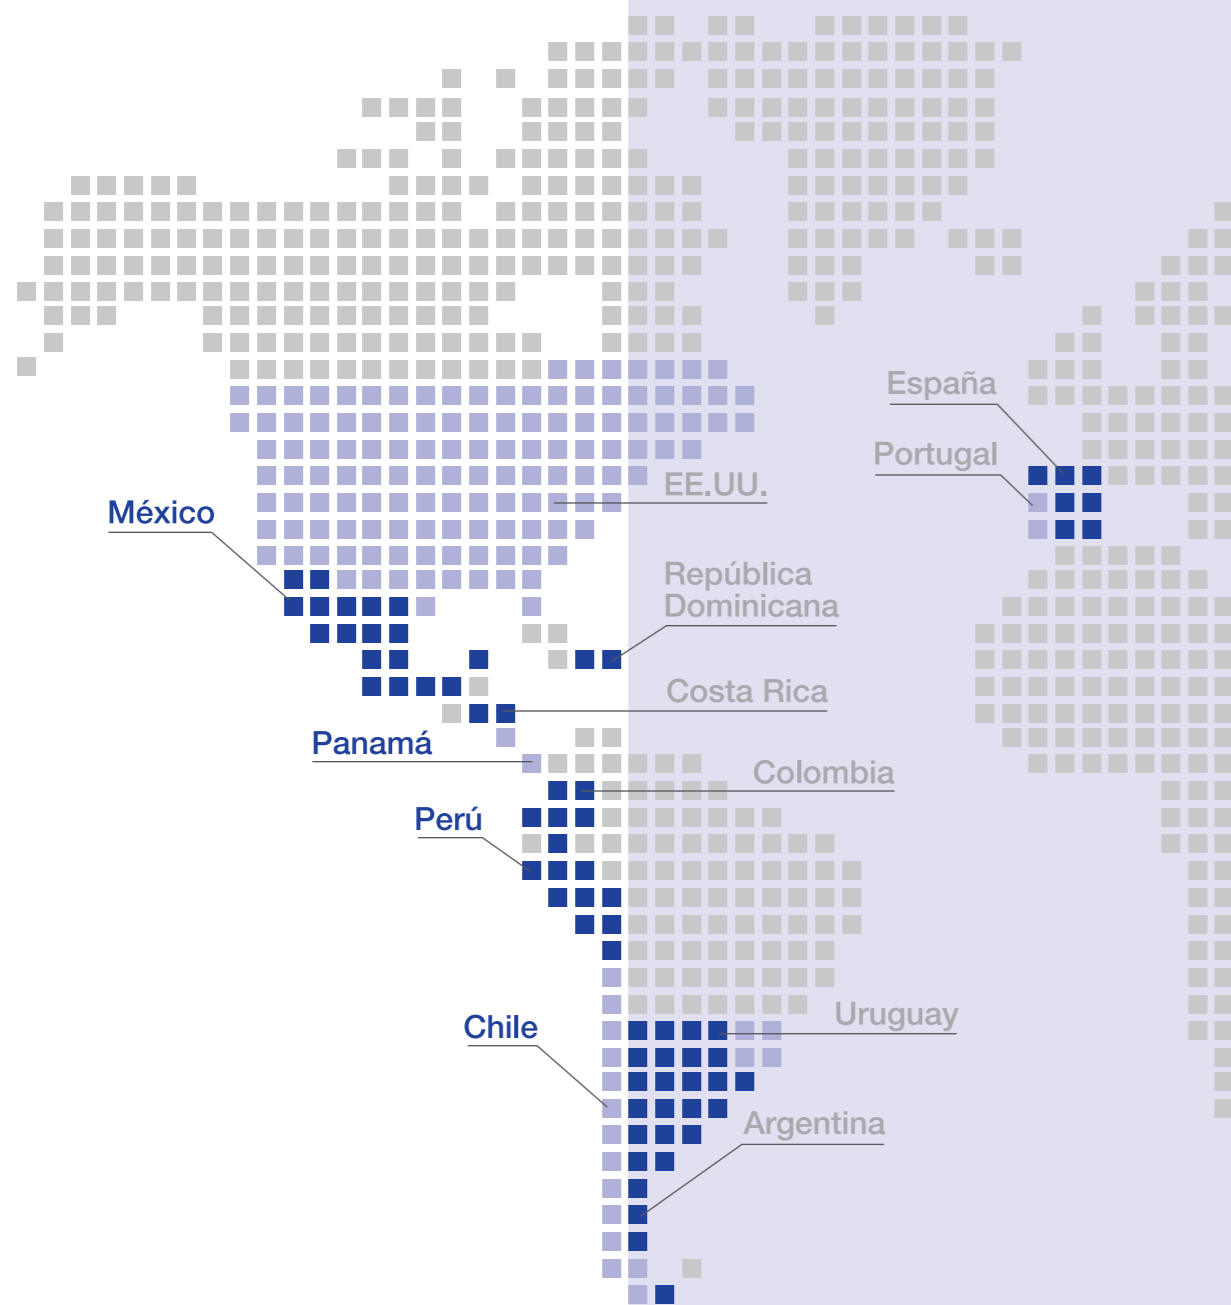 España
Portugal
EE.UU.
México
República
Dominicana
Costa Rica
Panamá
Colombia
Perú
Uruguay
Chile
Argentina